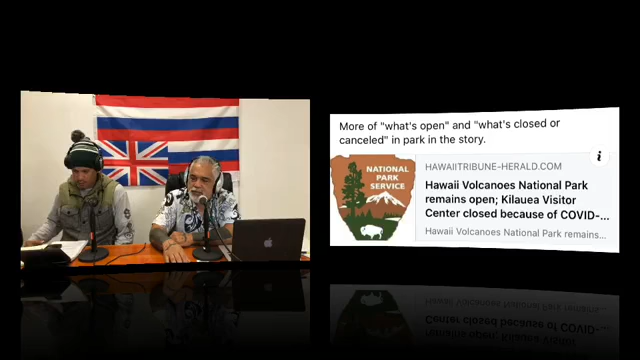 More of "what's open" and "what's closed or
canceled" in park in the story.
i
NATIONAL
PARK
SERVICE
HAWAIITRIBUNE-HERALD.COM
Hawaii Volcanoes National Park
remains open; Kilauea Visitor
Center closed because of COVID-...
Hawaii Volcanoes National Park remains...